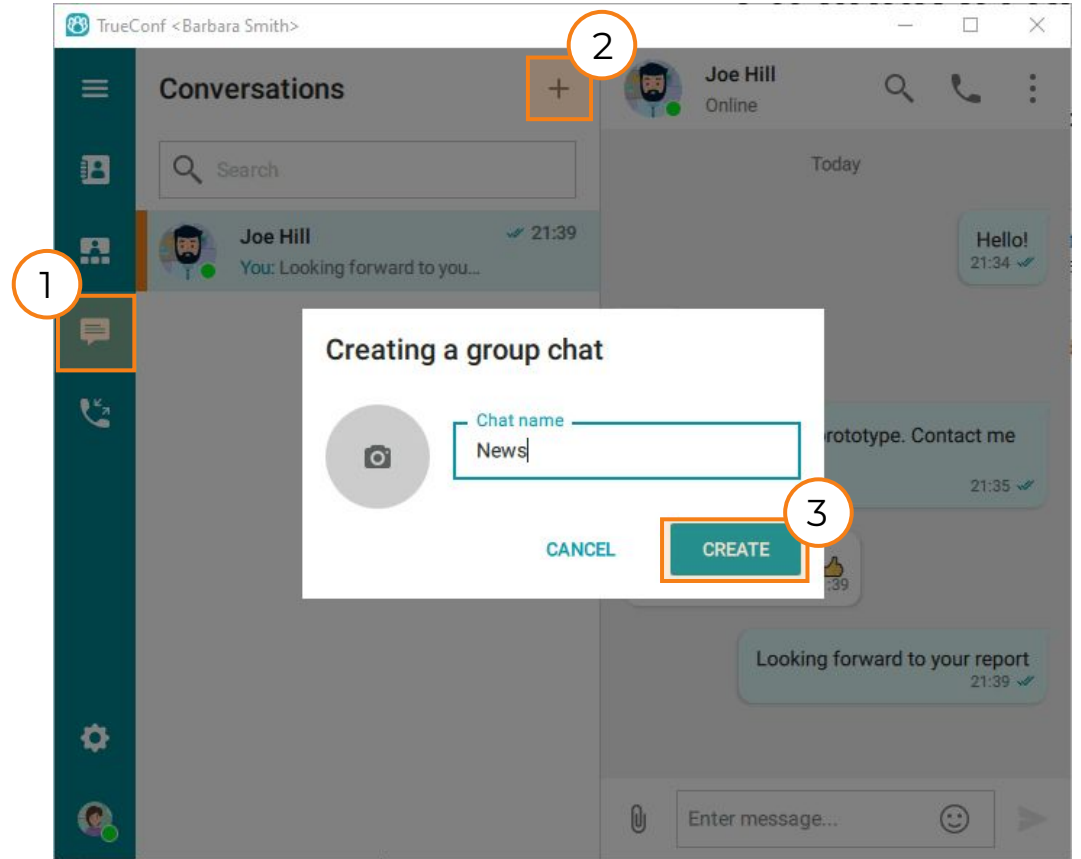 TrueConf <Barbara Smith>
2
Conversations
Joe Hill
Online
Search
Today
Joe Hill
21:39
You: Looking forward to you...
Hello!
21:34
1
Creating a group chat
Chat name
News
rototype. Contact me
21:35
3
CANCEL
CREATE
:39
Looking forward to your report
21:39
Enter message...